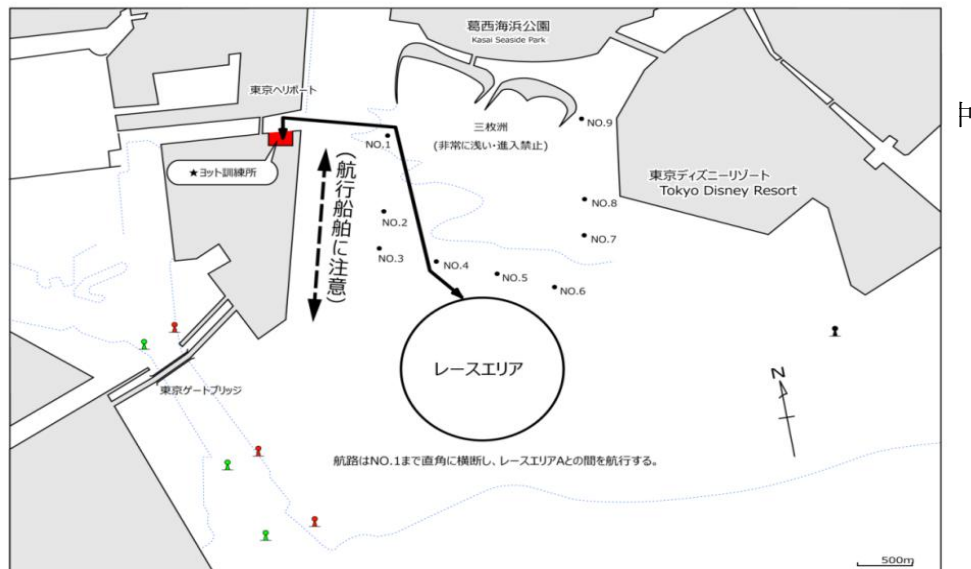 葛西海浜公園
Kasai Seaside Park
東京ヘリポート
NO.9
NO.1
三枚洲
(非常に浅い・進入禁止)
★ヨット訓練所
東京ディズニーリゾート
Tokyo Disney Resort
(航行船舶に注意)
NO.8
NO.2
NO.7
NO.3
NO.4
NO.5
NO.6
レースエリア
N
東京ゲートブリッジ
航路はNO.1まで直角に横断し、レースエリアAとの間を航行する。
500m